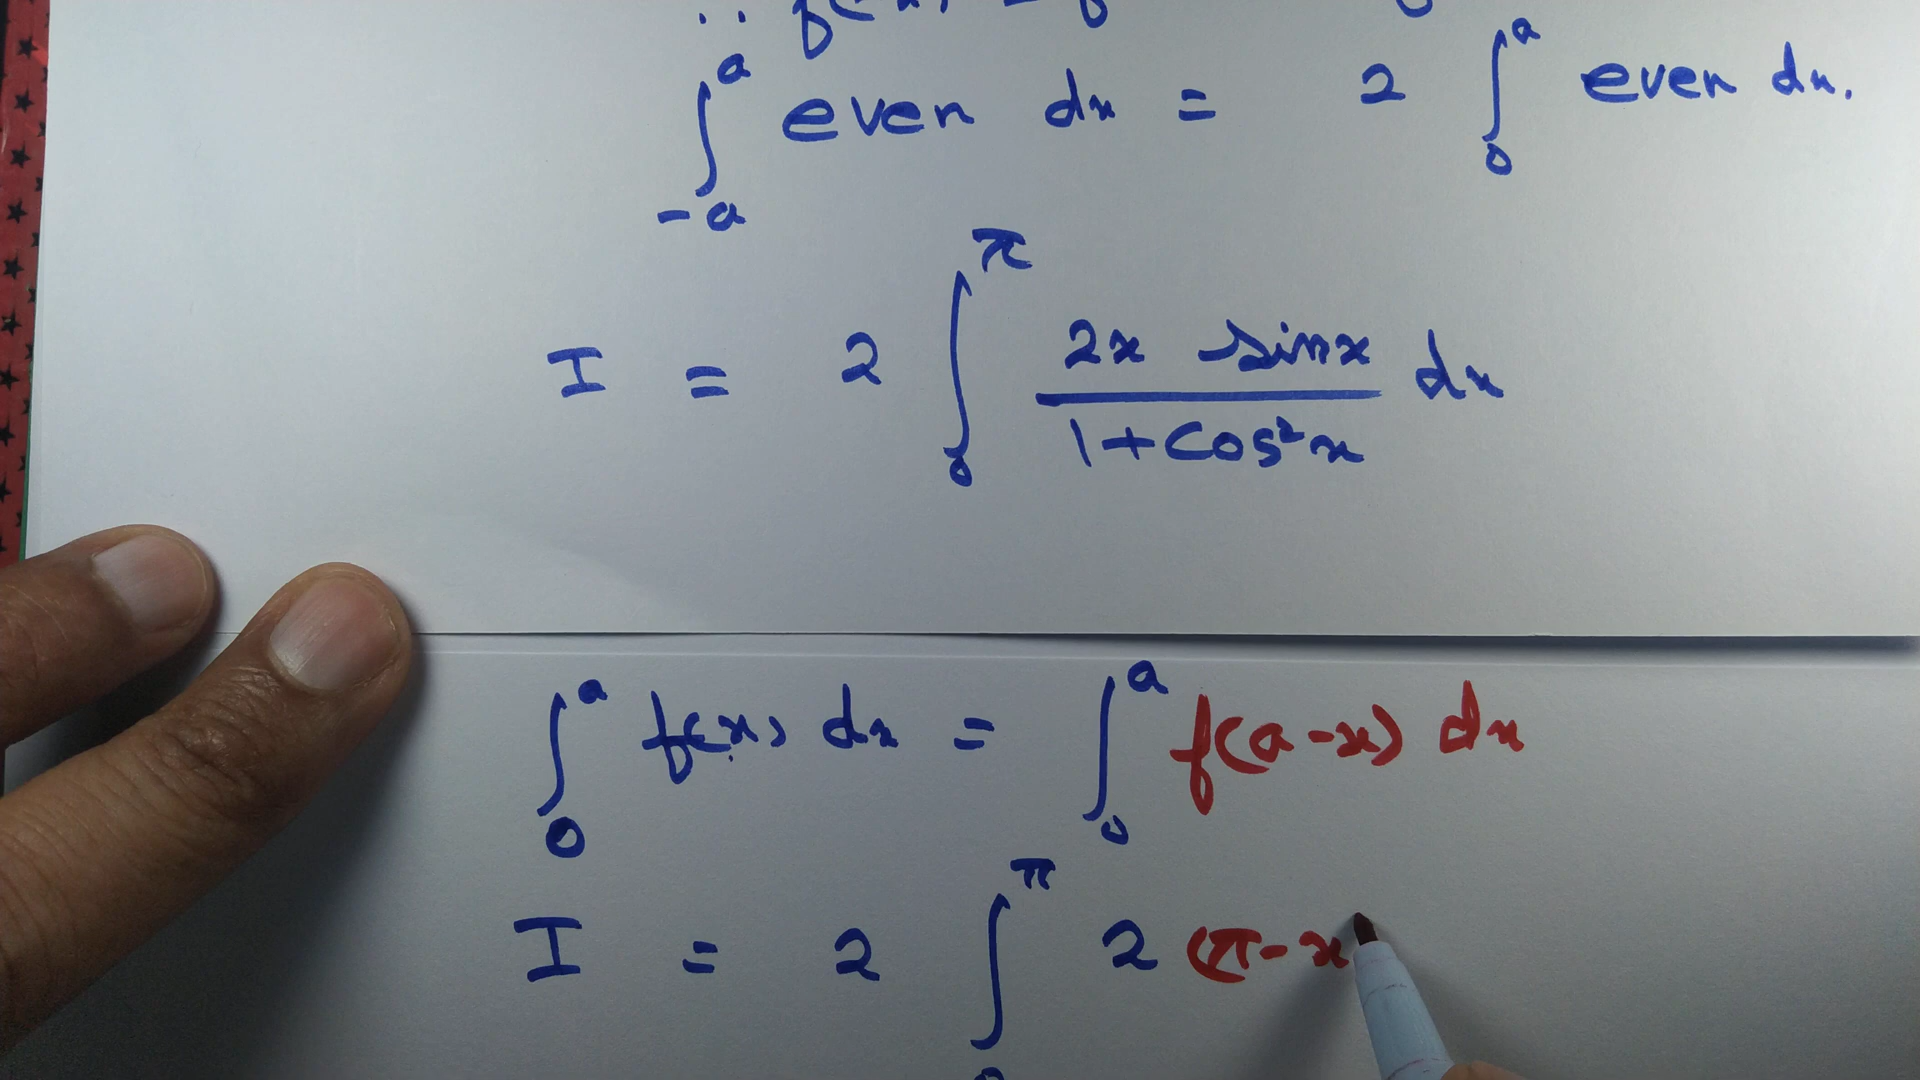 ∫_{-a}^{a} even dx = 2 ∫_{0}^{a} even dx.
I = 2 ∫_{0}^{π} 2x sinx / 1+cos²x dx
∫_{0}^{a} f(x) dx = ∫_{0}^{a} f(a-x) dx
I = 2 ∫_{0}^{π} 2 (π-x